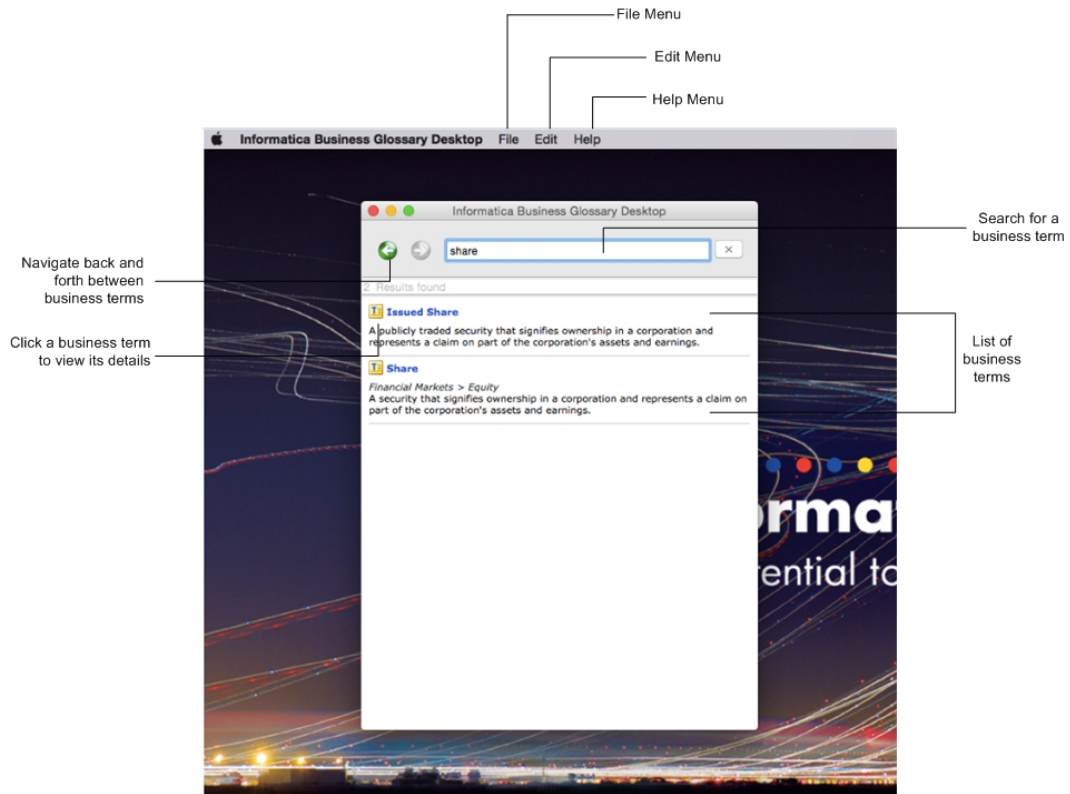 File Menu
Edit Menu
Help Menu
Informatica Business Glossary Desktop File Edit Help
Informatica Business Glossary Desktop
Search for a
business term
share
Navigate back and
forth between
business terms
2 Results found
Issued Share
A publicly traded security that signifies ownership in a corporation and
represents a claim on part of the corporation's assets and earnings.
Click a business term
to view its details
List of
business
terms
Share
Financial Markets > Equity
A security that signifies ownership in a corporation and represents a claim on
part of the corporation's assets and earnings.
orma
ential to